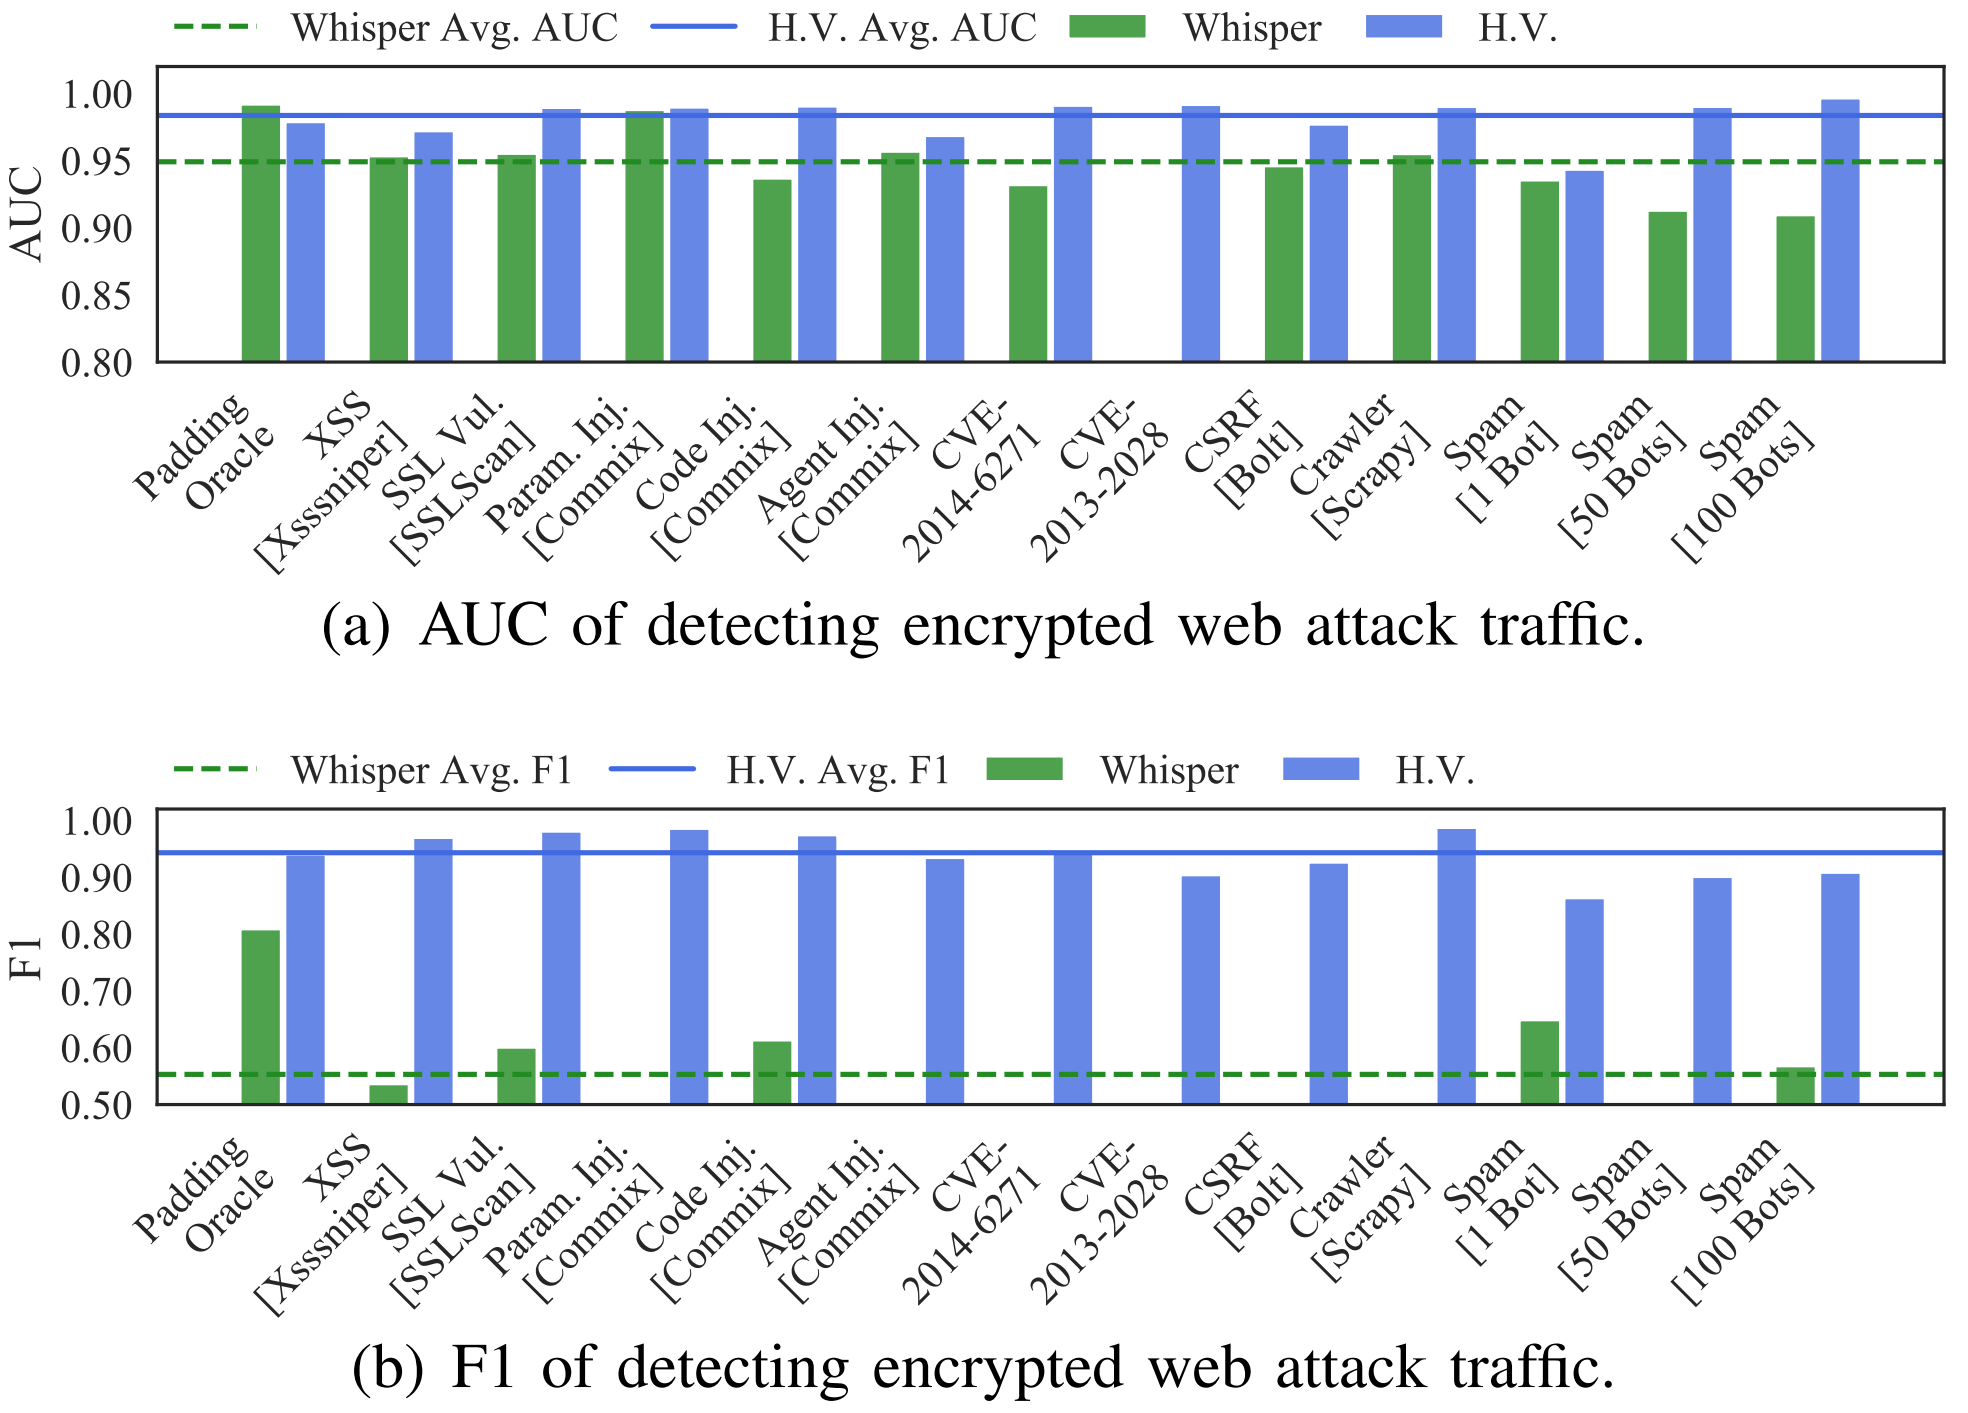 Whisper Avg. AUC H.V. Avg. AUC Whisper H.V.
AUC
1.00
0.95
0.90
0.85
0.80
Padding
Oracle
XSS
[Xsssniper]
SSL Vul.
[SSLScan]
Param. Inj.
[Commix]
Code Inj.
[Commix]
Agent Inj.
[Commix]
CVE-
2014-6271
CVE-
2013-2028
CSRF
[Bolt]
Crawler
[Scrapy]
Spam
[1 Bot]
Spam
[50 Bots]
Spam
[100 Bots]
(a) AUC of detecting encrypted web attack traffic.
Whisper Avg. F1 H.V. Avg. F1 Whisper H.V.
F1
1.00
0.90
0.80
0.70
0.60
0.50
Padding
Oracle
XSS
[Xsssniper]
SSL Vul.
[SSLScan]
Param. Inj.
[Commix]
Code Inj.
[Commix]
Agent Inj.
[Commix]
CVE-
2014-6271
CVE-
2013-2028
CSRF
[Bolt]
Crawler
[Scrapy]
Spam
[1 Bot]
Spam
[50 Bots]
Spam
[100 Bots]
(b) F1 of detecting encrypted web attack traffic.